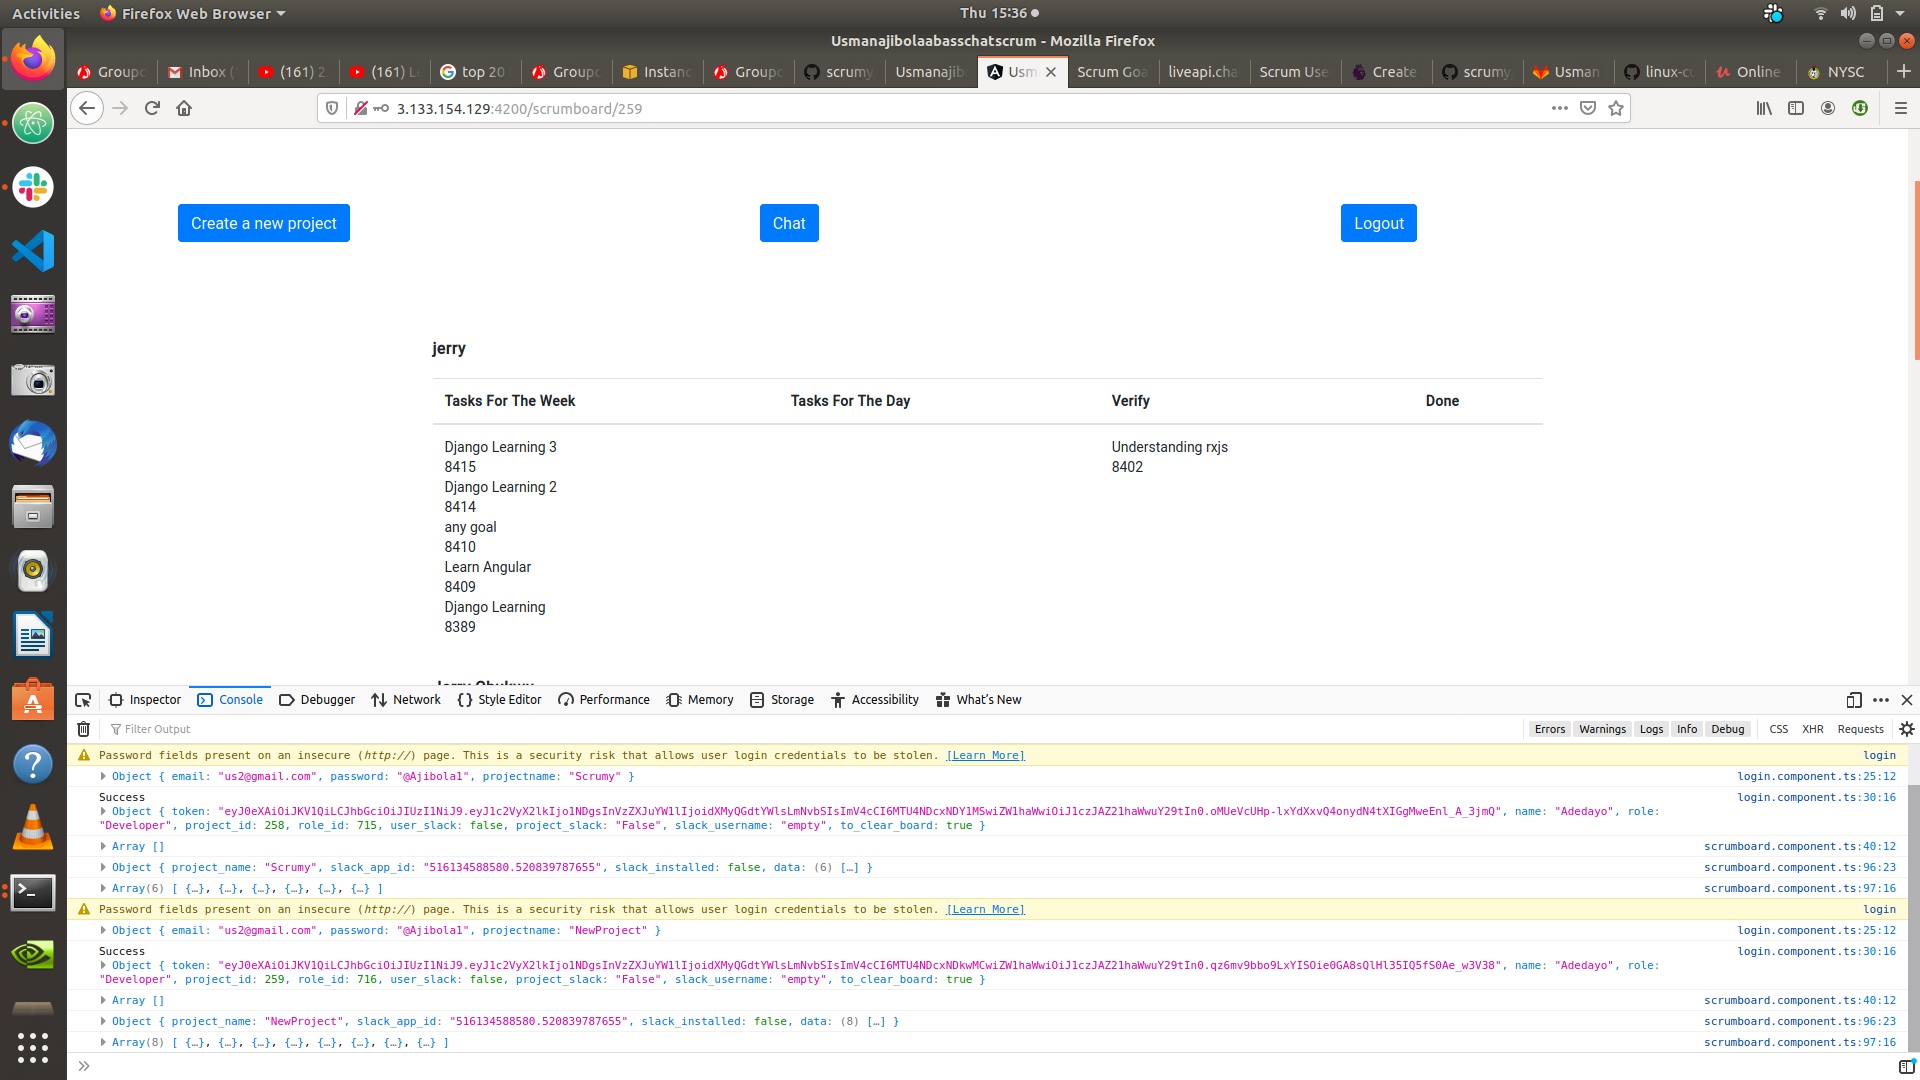 Activities
Firefox Web Browser
Thu 15:36
Usmanajibolaabasschatscrum - Mozilla Firefox
Groupc
Inbox (
(161) 2
(161) L
top 20
Groupc
Instanc
Groupc
scrumy
Usmanajib
Usm
Scrum Goa
liveapi.cha
Scrum Use
Create
scrumy
Usman
linux-cu
Online
NYSC
3.133.154.129:4200/scrumboard/259
Create a new project
Chat
Logout
jerry
Tasks For The Week
Tasks For The Day
Verify
Done
Django Learning 3
8415
Django Learning 2
8414
any goal
8410
Learn Angular
8409
Django Learning
8389
Understanding rxjs
8402
Inspector
Console
Debugger
Network
Style Editor
Performance
Memory
Storage
Accessibility
What's New
Filter Output
Errors
Warnings
Logs
Info
Debug
CSS
XHR
Requests
Password fields present on an insecure (http://) page. This is a security risk that allows user login credentials to be stolen. [Learn More]
login
Object { email: "us2@gmail.com", password: "@Ajibola1", projectname: "Scrumy" }
login.component.ts:25:12
Success
login.component.ts:30:16
Object { token: "eyJ0eXAiOiJKV1QiLCJhbGciOiJIUzI1NiJ9.eyJ1c2VyX2lkIjo1NDgsInVzZXJuYW1lIjoidXMyQGdtYWlsLmNvbSIsImV4cCI6MTU4NDcxNDY1MSwiZW1haWwiOiJ1czJAZ21haWwuY29tIn0.oMUeVcUHp-lxYdXxvQ4onydN4tXIGgMweEnl_A_3jmQ", name: "Adedayo", role:
"Developer", project_id: 258, role_id: 715, user_slack: false, project_slack: "False", slack_username: "empty", to_clear_board: true }
Array []
scrumboard.component.ts:40:12
Object { project_name: "Scrumy", slack_app_id: "516134588580.520839787655", slack_installed: false, data: (6) […] }
scrumboard.component.ts:96:23
Array(6) [ {…}, {…}, {…}, {…}, {…}, {…} ]
scrumboard.component.ts:97:16
Password fields present on an insecure (http://) page. This is a security risk that allows user login credentials to be stolen. [Learn More]
login
Object { email: "us2@gmail.com", password: "@Ajibola1", projectname: "NewProject" }
login.component.ts:25:12
Success
login.component.ts:30:16
Object { token: "eyJ0eXAiOiJKV1QiLCJhbGciOiJIUzI1NiJ9.eyJ1c2VyX2lkIjo1NDgsInVzZXJuYW1lIjoidXMyQGdtYWlsLmNvbSIsImV4cCI6MTU4NDcxNDkwMCwiZW1haWwiOiJ1czJAZ21haWwuY29tIn0.qz6mv9bbo9LxYISOie0GA8sQlHl35IQ5fS0Ae_w3V38", name: "Adedayo", role:
"Developer", project_id: 259, role_id: 716, user_slack: false, project_slack: "False", slack_username: "empty", to_clear_board: true }
Array []
scrumboard.component.ts:40:12
Object { project_name: "NewProject", slack_app_id: "516134588580.520839787655", slack_installed: false, data: (8) […] }
scrumboard.component.ts:96:23
Array(8) [ {…}, {…}, {…}, {…}, {…}, {…}, {…}, {…} ]
scrumboard.component.ts:97:16